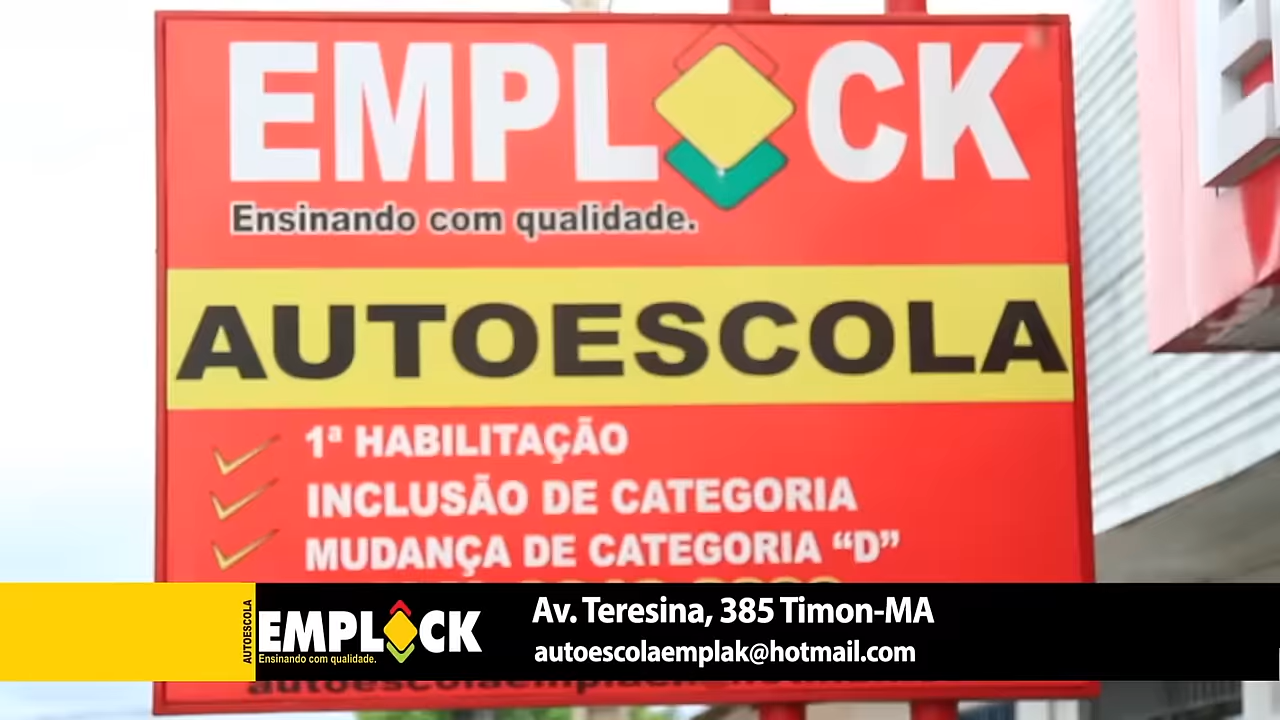 EMPLOCK
Ensinando com qualidade.
AUTOESCOLA
1ª HABILITAÇÃO
INCLUSÃO DE CATEGORIA
MUDANÇA DE CATEGORIA “D”
AUTOESCOLA
EMPLOCK
Ensinando com qualidade.
Av. Teresina, 385 Timon-MA
autoescolaemplak@hotmail.com